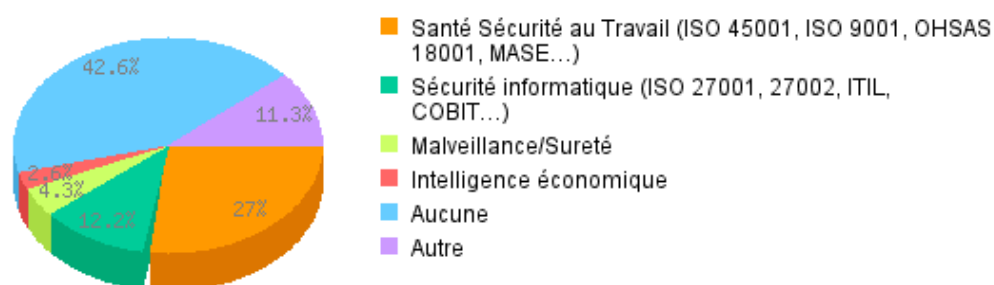 42.6%
11.3%
2.6%
4.3%
12.2%
27%
Santé Sécurité au Travail (ISO 45001, ISO 9001, OHSAS
18001, MASE...)
Sécurité informatique (ISO 27001, 27002, ITIL,
COBIT...)
Malveillance/Sureté
Intelligence économique
Aucune
Autre